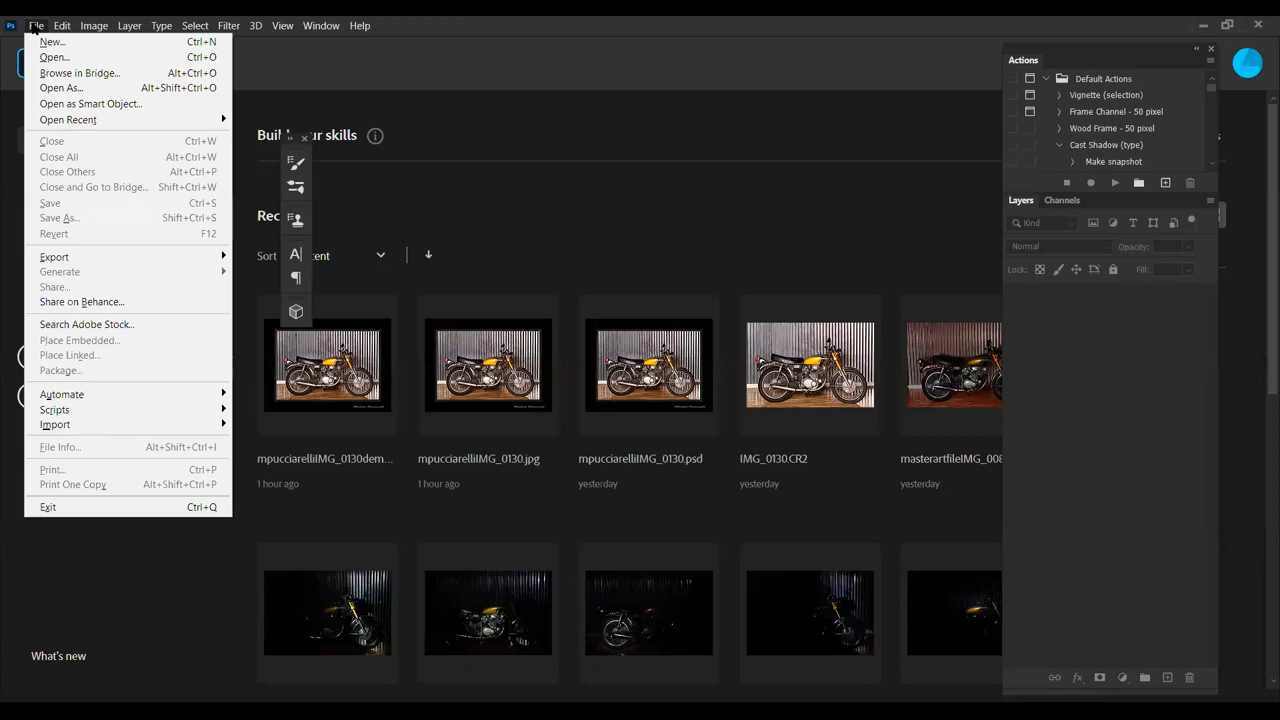 Ps File Edit Image Layer Type Select Filter 3D View Window Help
New... Ctrl+N
Open... Ctrl+O
Browse in Bridge... Alt+Ctrl+O
Open As... Alt+Shift+Ctrl+O
Open as Smart Object...
Open Recent
Close Ctrl+W
Close All Alt+Ctrl+W
Close Others Alt+Ctrl+P
Close and Go to Bridge... Shift+Ctrl+W
Save Ctrl+S
Save As... Shift+Ctrl+S
Revert F12
Export
Generate
Share...
Share on Behance...
Search Adobe Stock...
Place Embedded...
Place Linked...
Package...
Automate
Scripts
Import
File Info... Alt+Shift+Ctrl+I
Print... Ctrl+P
Print One Copy Alt+Shift+Ctrl+P
Exit Ctrl+Q
What's new
Build your skills
Rec
Sort cent
mpucciarelliIMG_0130dem...
1 hour ago
mpucciarelliIMG_0130.jpg
1 hour ago
mpucciarelliIMG_0130.psd
yesterday
IMG_0130.CR2
yesterday
masterartfileIMG_008
yesterday
Actions
Default Actions
Vignette (selection)
Frame Channel - 50 pixel
Wood Frame - 50 pixel
Cast Shadow (type)
Make snapshot
Layers Channels
Kind
Normal Opacity:
Lock: Fill:
fx